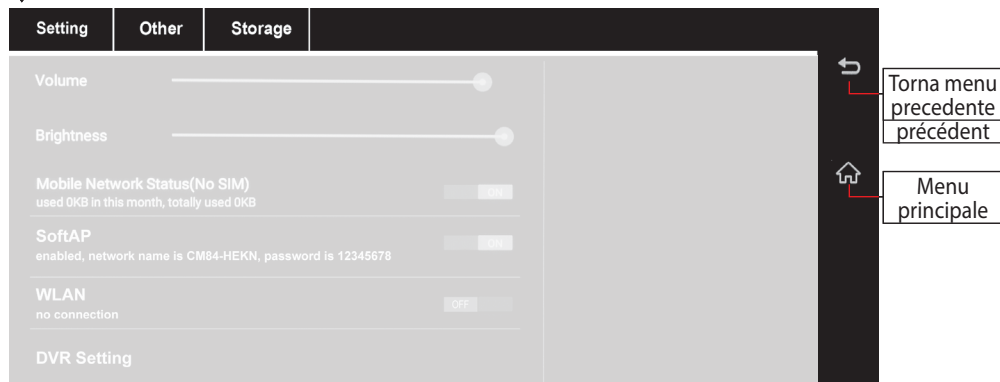 Setting Other Storage
Volume
Brightness
Mobile Network Status(No SIM)
used 0KB in this month, totally used 0KB
ON
SoftAP
enabled, network name is CM84-HEKN, password is 12345678
ON
WLAN
no connection
OFF
DVR Setting
Torna menu
precedente
précédent
Menu
principale